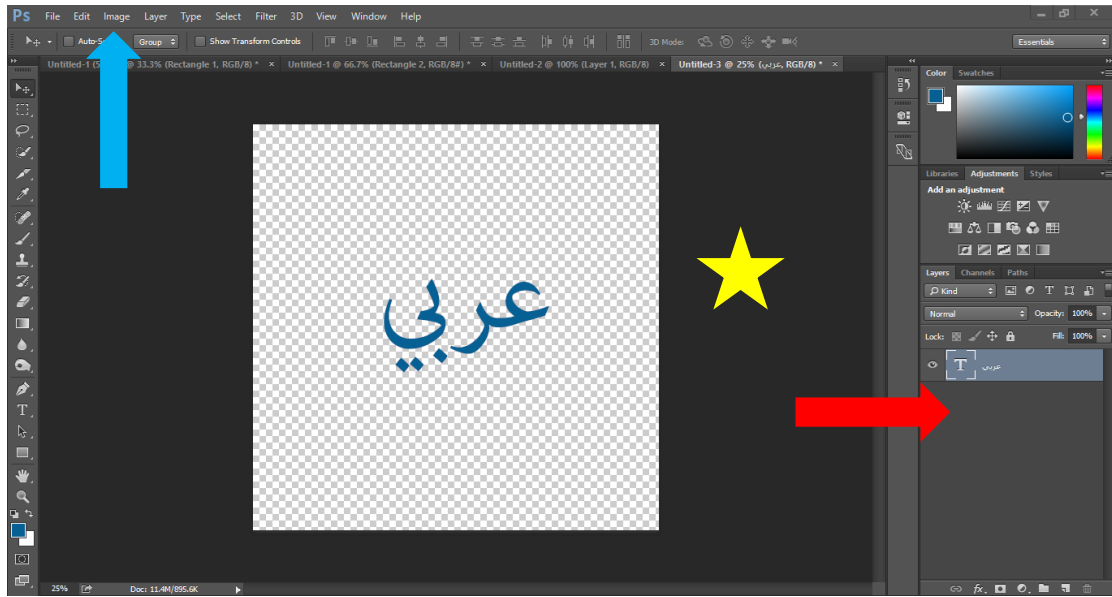 Ps File Edit Image Layer Type Select Filter 3D View Window Help
Group Show Transform Controls 3D Mode: Essentials
@ 33.3% (Rectangle 1, RGB/8) * × Untitled-1 @ 66.7% (Rectangle 2, RGB/8#) * × Untitled-2 @ 100% (Layer 1, RGB/8) × Untitled-3 @ 25% (عربي, RGB/8) * ×
Color Swatches
Libraries Adjustments Styles
Add an adjustment
عربي
Layers Channels Paths
Kind
Normal Opacity: 100%
Lock: Fill: 100%
T عربي
25% Doc: 11.4M/895.6K